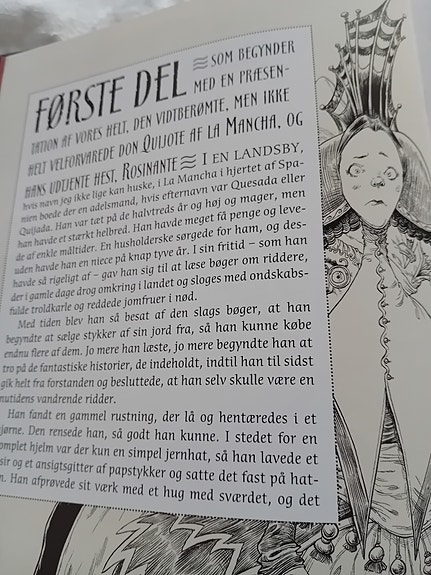 FØRSTE DEL ≋ SOM BEGYNDER
MED EN PRÆSEN-
TATION AF VORES HELT, DEN VIDTBERØMTE, MEN IKKE
HELT VELFORVAREDE DON QUIJOTE AF LA MANCHA, OG
HANS UDTJENTE HEST, ROSINANTE ≋ I EN LANDSBY,
hvis navn jeg ikke lige kan huske, i La Mancha i hjertet af Spa-
nien boede der en adelsmand, hvis efternavn var Quesada eller
Quijada. Han var tæt på de halvtreds år og høj og mager, men
han havde et stærkt helbred. Han havde meget få penge og leve-
de af enkle måltider. En husholderske sørgede for ham, og des-
uden havde han en niece på knap tyve år. I sin fritid – som han
havde så rigeligt af – gav han sig til at læse bøger om riddere,
der i gamle dage drog omkring i landet og sloges med ondskabs-
fulde troldkarle og reddede jomfruer i nød.
Med tiden blev han så besat af den slags bøger, at han
begyndte at sælge stykker af sin jord fra, så han kunne købe
endnu flere af dem. Jo mere han læste, jo mere begyndte han at
tro på de fantastiske historier, de indeholdt, indtil han til sidst
gik helt fra forstanden og besluttede, at han selv skulle være en
nutidens vandrende ridder.
Han fandt en gammel rustning, der lå og hentæredes i et
hjørne. Den rensede han, så godt han kunne. I stedet for en
komplet hjelm var der kun en simpel jernhat, så han lavede et
sir og et ansigtsgitter af papstykker og satte det fast på hat-
n. Han afprøvede sit værk med et hug med sværdet, og det